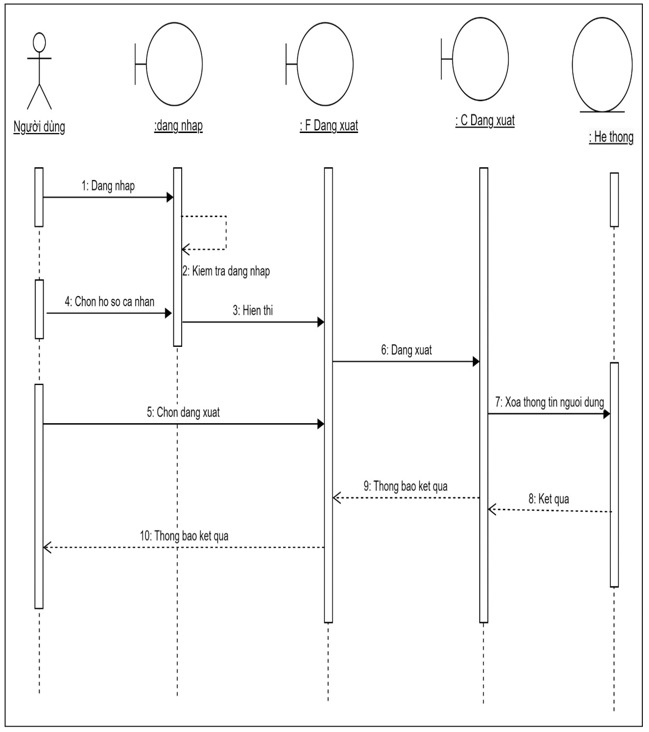 Người dùng
:dang nhap
: F Dang xuat
: C Dang xuat
: He thong
1: Dang nhap
2: Kiem tra dang nhap
4: Chon ho so ca nhan
3: Hien thi
6: Dang xuat
7: Xoa thong tin nguoi dung
5: Chon dang xuat
9: Thong bao ket qua
8: Ket qua
10: Thong bao ket qua